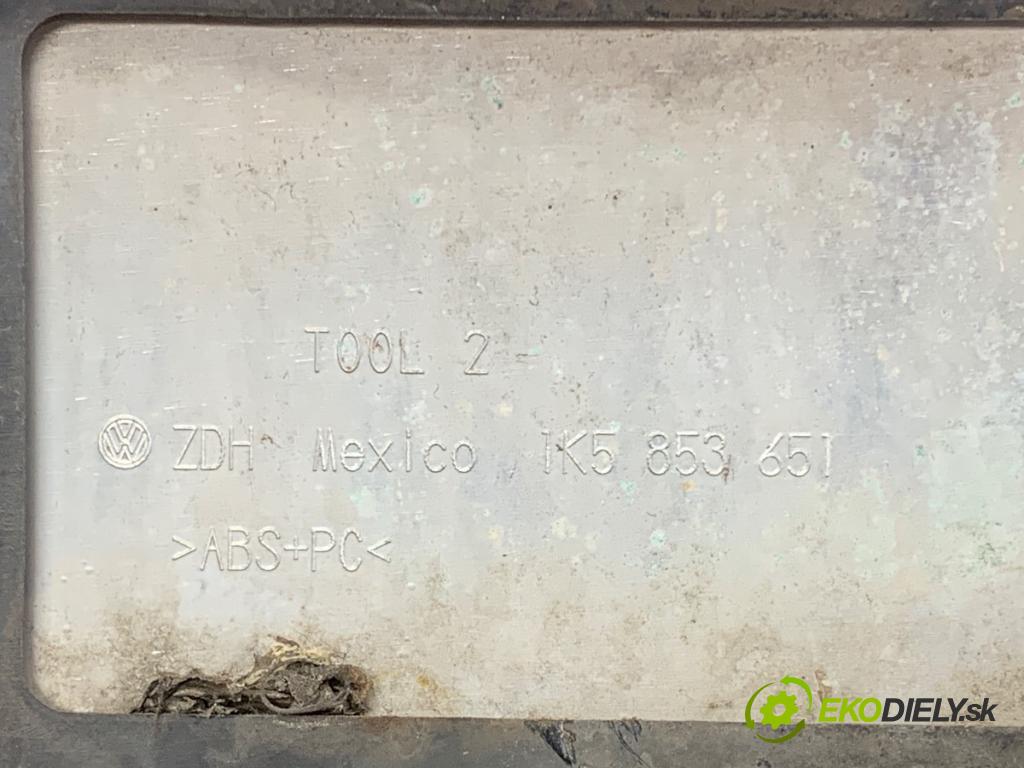 TOOL 2
ZDH Mexico 1K5 853 651
>ABS+PC<
EKODIELY.sk